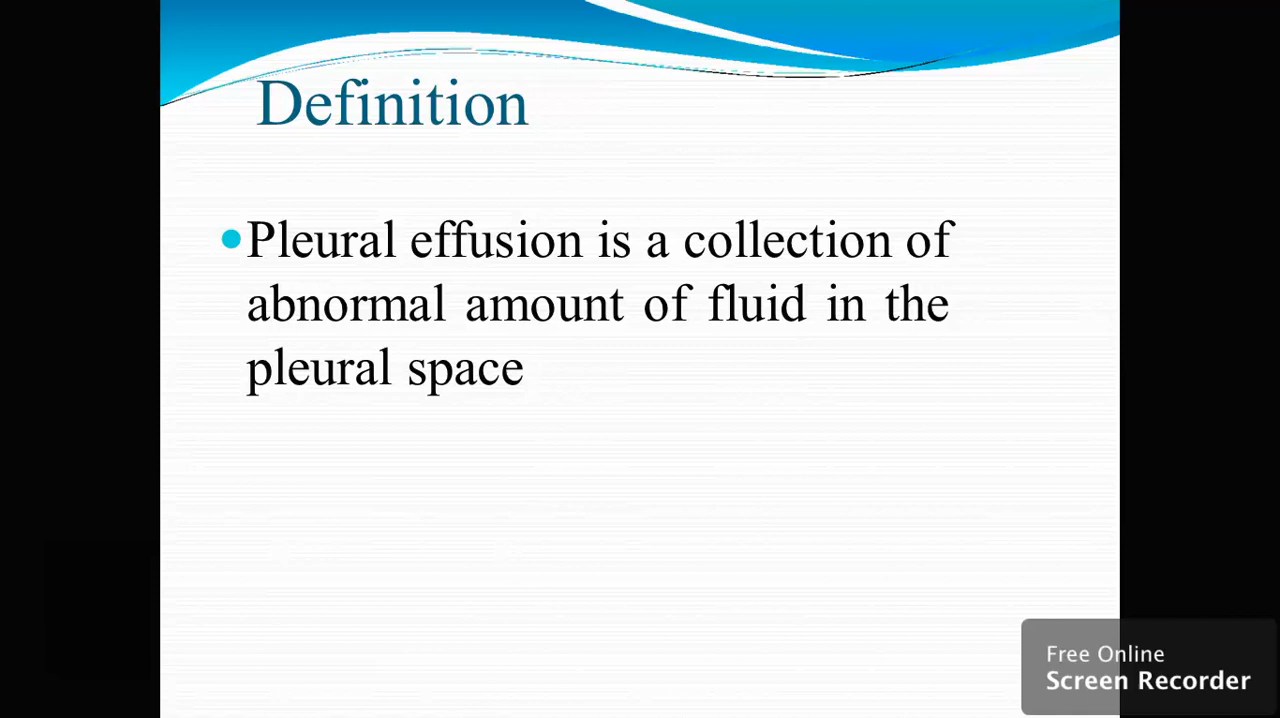 Definition
•Pleural effusion is a collection of
abnormal amount of fluid in the
pleural space
Free Online
Screen Recorder